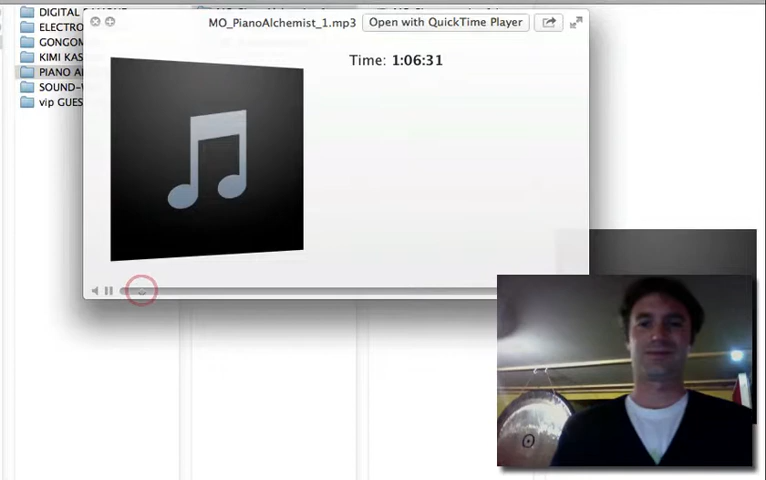 DIGITAL
MO_PianoAlchemist_1.mp3
Open with QuickTime Player
ELECTRO
GONGOM
KIMI KAS
Time: 1:06:31
PIANO AL
SOUND-W
vip GUES